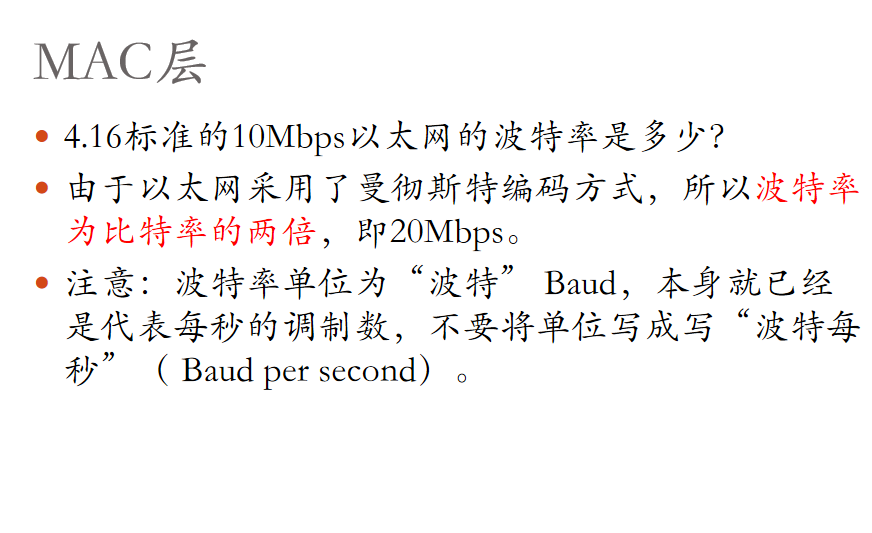 MAC层
4.16标准的10Mbps以太网的波特率是多少？
由于以太网采用了曼彻斯特编码方式，所以波特率
为比特率的两倍，即20Mbps。
注意：波特率单位为“波特” Baud，本身就已经
是代表每秒的调制数，不要将单位写成写“波特每
秒”（ Baud per second）。